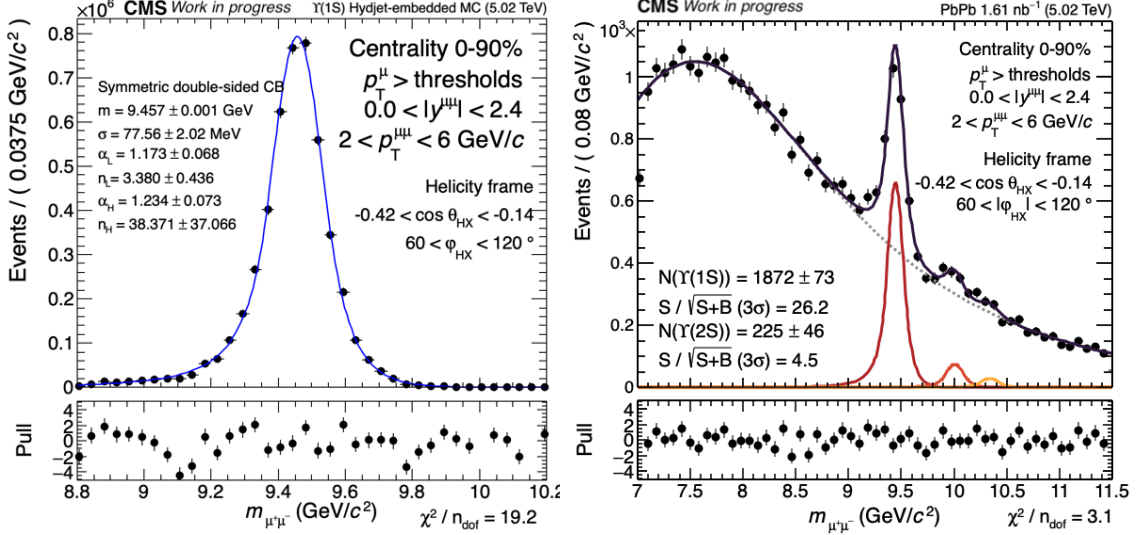 ×10⁶ CMS Work in progress ϒ(1S) Hydjet-embedded MC (5.02 TeV)
Events / ( 0.0375 GeV/c²)
0.8
0.7
0.6
0.5
0.4
0.3
0.2
0.1
0
Centrality 0-90%
p_T^μ > thresholds
0.0 < |y^μμ| < 2.4
2 < p_T^μμ < 6 GeV/c
Symmetric double-sided CB
m = 9.457 ± 0.001 GeV
σ = 77.56 ± 2.02 MeV
α_L = 1.173 ± 0.068
n_L = 3.380 ± 0.436
α_H = 1.234 ± 0.073
n_H = 38.371 ± 37.066
Helicity frame
-0.42 < cos θ_HX < -0.14
60 < φ_HX < 120 °
Pull
4
2
0
−2
−4
8.8 9 9.2 9.4 9.6 9.8 10 10.2
m_μ⁺μ⁻ (GeV/c²)
χ² / n_dof = 19.2
10³× CMS Work in progress PbPb 1.61 nb⁻¹ (5.02 TeV)
Events / ( 0.08 GeV/c²)
1
0.8
0.6
0.4
0.2
0
Centrality 0-90%
p_T^μ > thresholds
0.0 < |y^μμ| < 2.4
2 < p_T^μμ < 6 GeV/c
Helicity frame
-0.42 < cos θ_HX < -0.14
60 < |φ_HX| < 120 °
N(ϒ(1S)) = 1872 ± 73
S / √S+B (3σ) = 26.2
N(ϒ(2S)) = 225 ± 46
S / √S+B (3σ) = 4.5
Pull
4
2
0
−2
−4
7 7.5 8 8.5 9 9.5 10 10.5 11 11.5
m_μ⁺μ⁻ (GeV/c²)
χ² / n_dof = 3.1